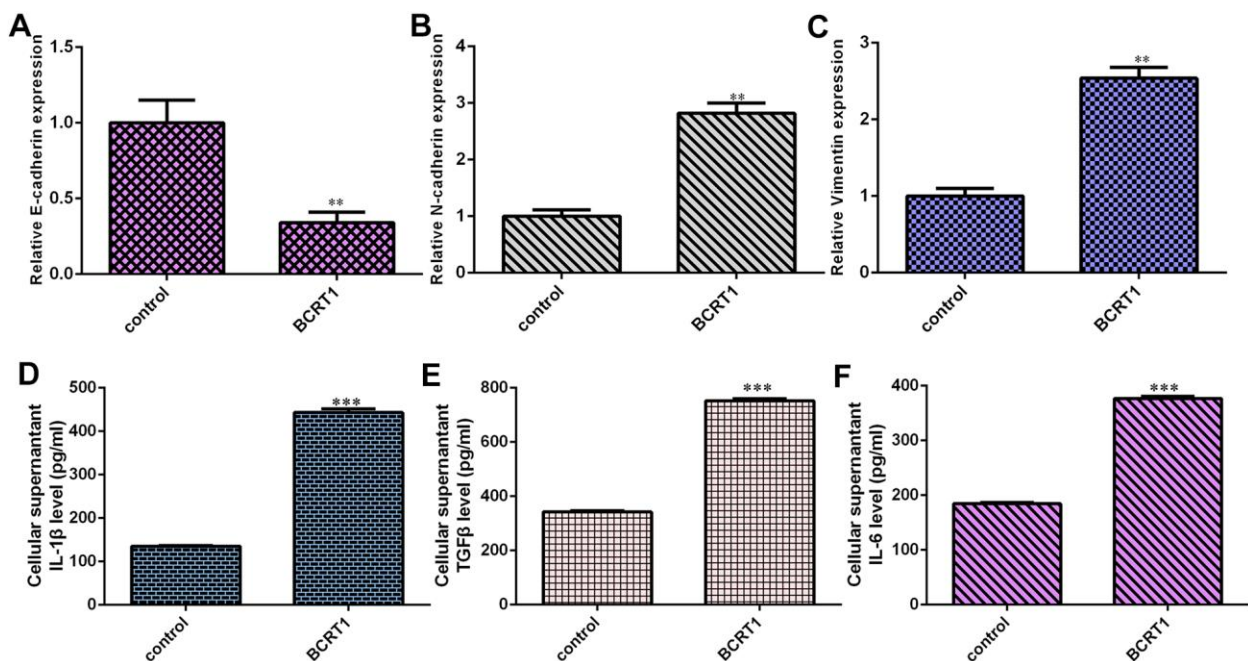 A
Relative E-cadherin expression
1.5
1.0
0.5
0.0
**
control
BCRT1
B
Relative N-cadherin expression
4
3
2
1
0
**
control
BCRT1
C
Relative Vimentin expression
3
2
1
0
**
control
BCRT1
D
Cellular supernantant
IL-1β level (pg/ml)
500
400
300
200
100
0
***
control
BCRT1
E
Cellular supernantant
TGFβ level (pg/ml)
800
600
400
200
0
***
control
BCRT1
F
Cellular supernantant
IL-6 level (pg/ml)
400
300
200
100
0
***
control
BCRT1